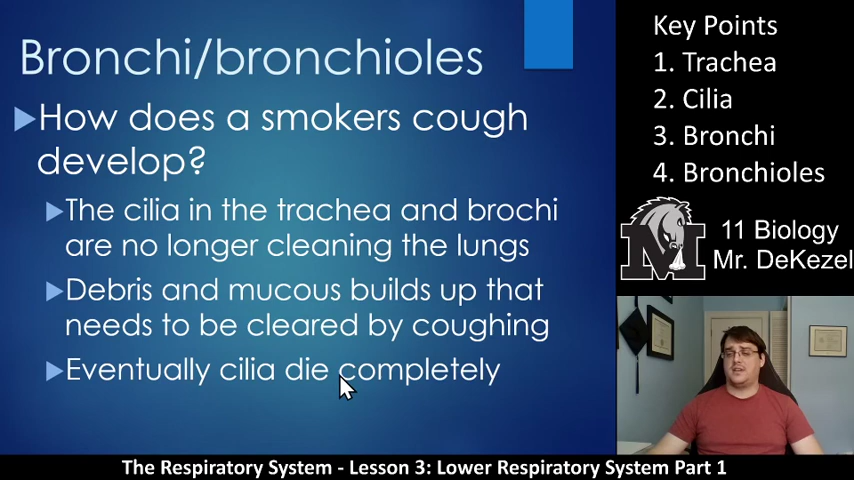 Bronchi/bronchioles
How does a smokers cough
develop?
The cilia in the trachea and brochi
are no longer cleaning the lungs
Debris and mucous builds up that
needs to be cleared by coughing
Eventually cilia die completely
Key Points
1. Trachea
2. Cilia
3. Bronchi
4. Bronchioles
M
11 Biology
Mr. DeKezel
The Respiratory System - Lesson 3: Lower Respiratory System Part 1